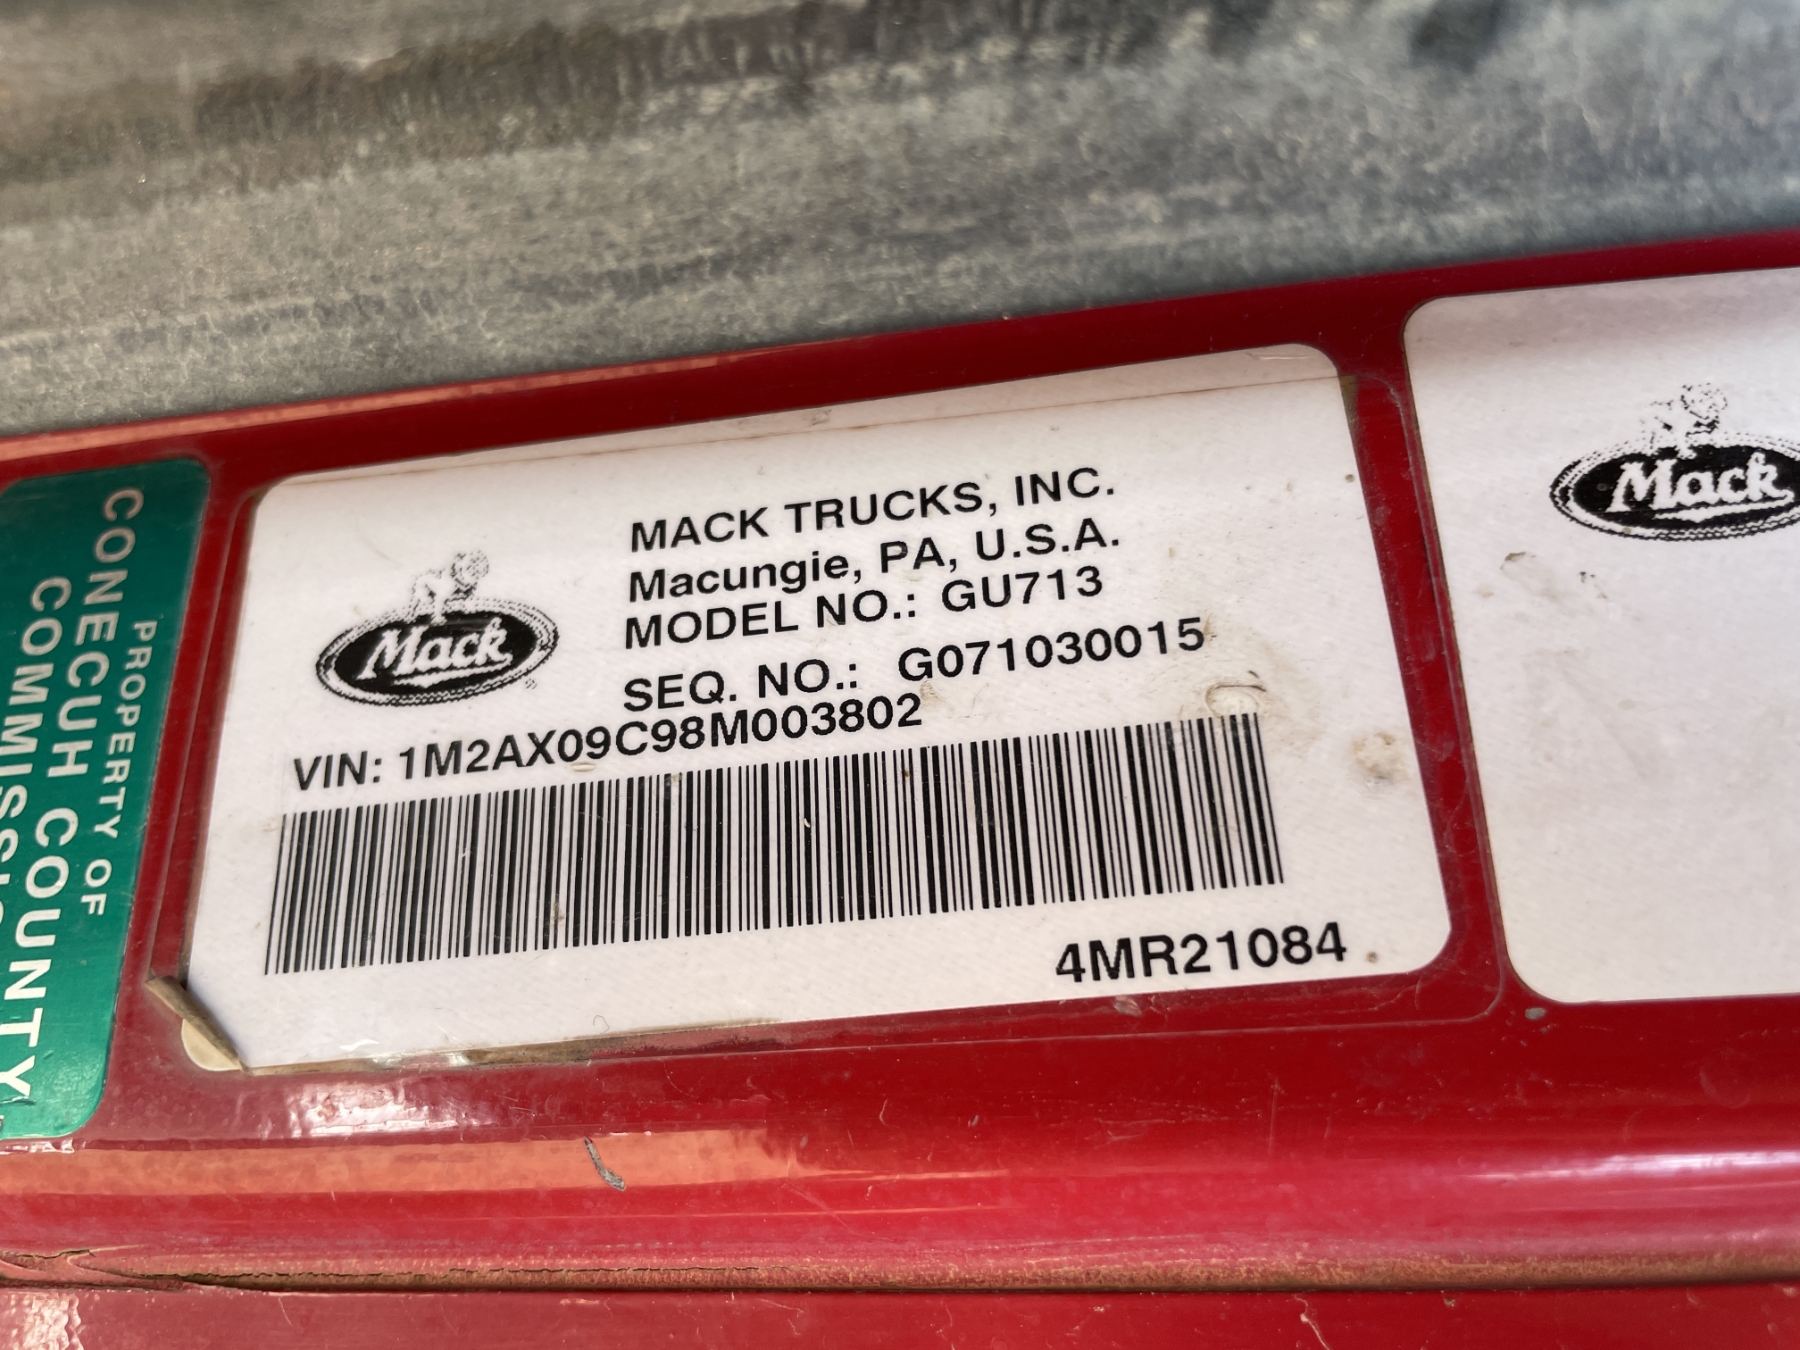 PROPERTY OF
CONECUH COUNTY
Mack
MACK TRUCKS, INC.
Macungie, PA, U.S.A.
MODEL NO.: GU713
SEQ. NO.: G071030015
VIN: 1M2AX09C98M003802
4MR21084
Mack